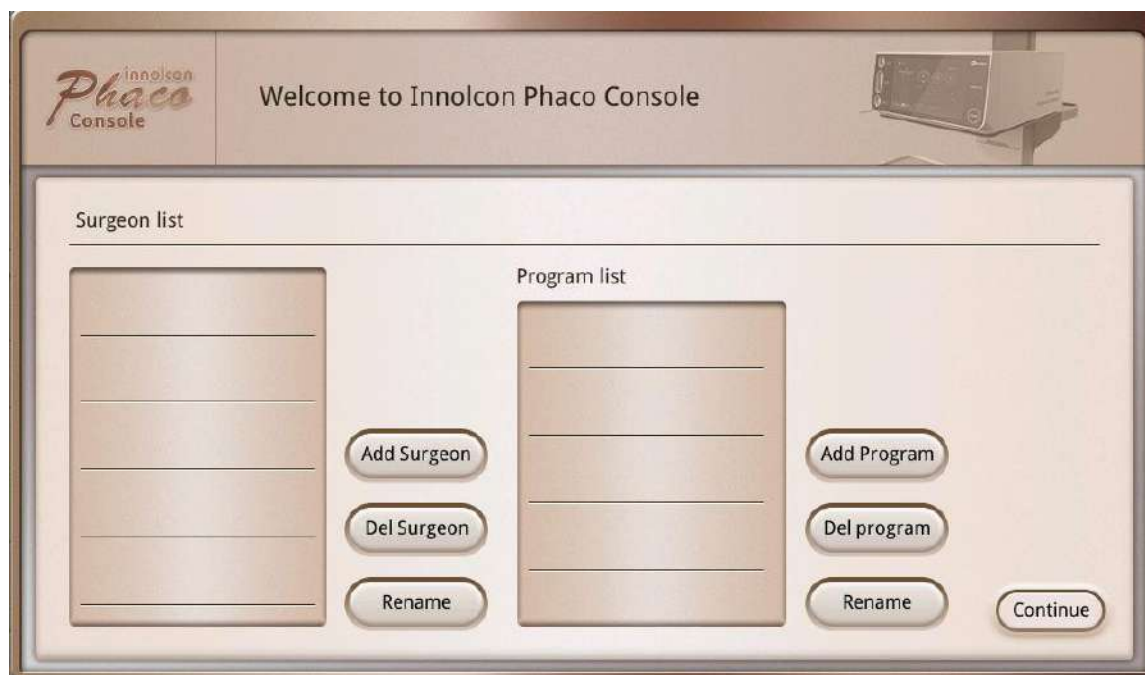 innolcon
Phaco
Console
Welcome to Innolcon Phaco Console
Surgeon list
Program list
Add Surgeon
Del Surgeon
Rename
Add Program
Del program
Rename
Continue